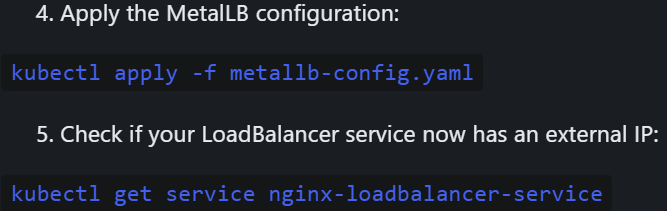 4. Apply the MetalLB configuration:
kubectl apply -f metallb-config.yaml
5. Check if your LoadBalancer service now has an external IP:
kubectl get service nginx-loadbalancer-service